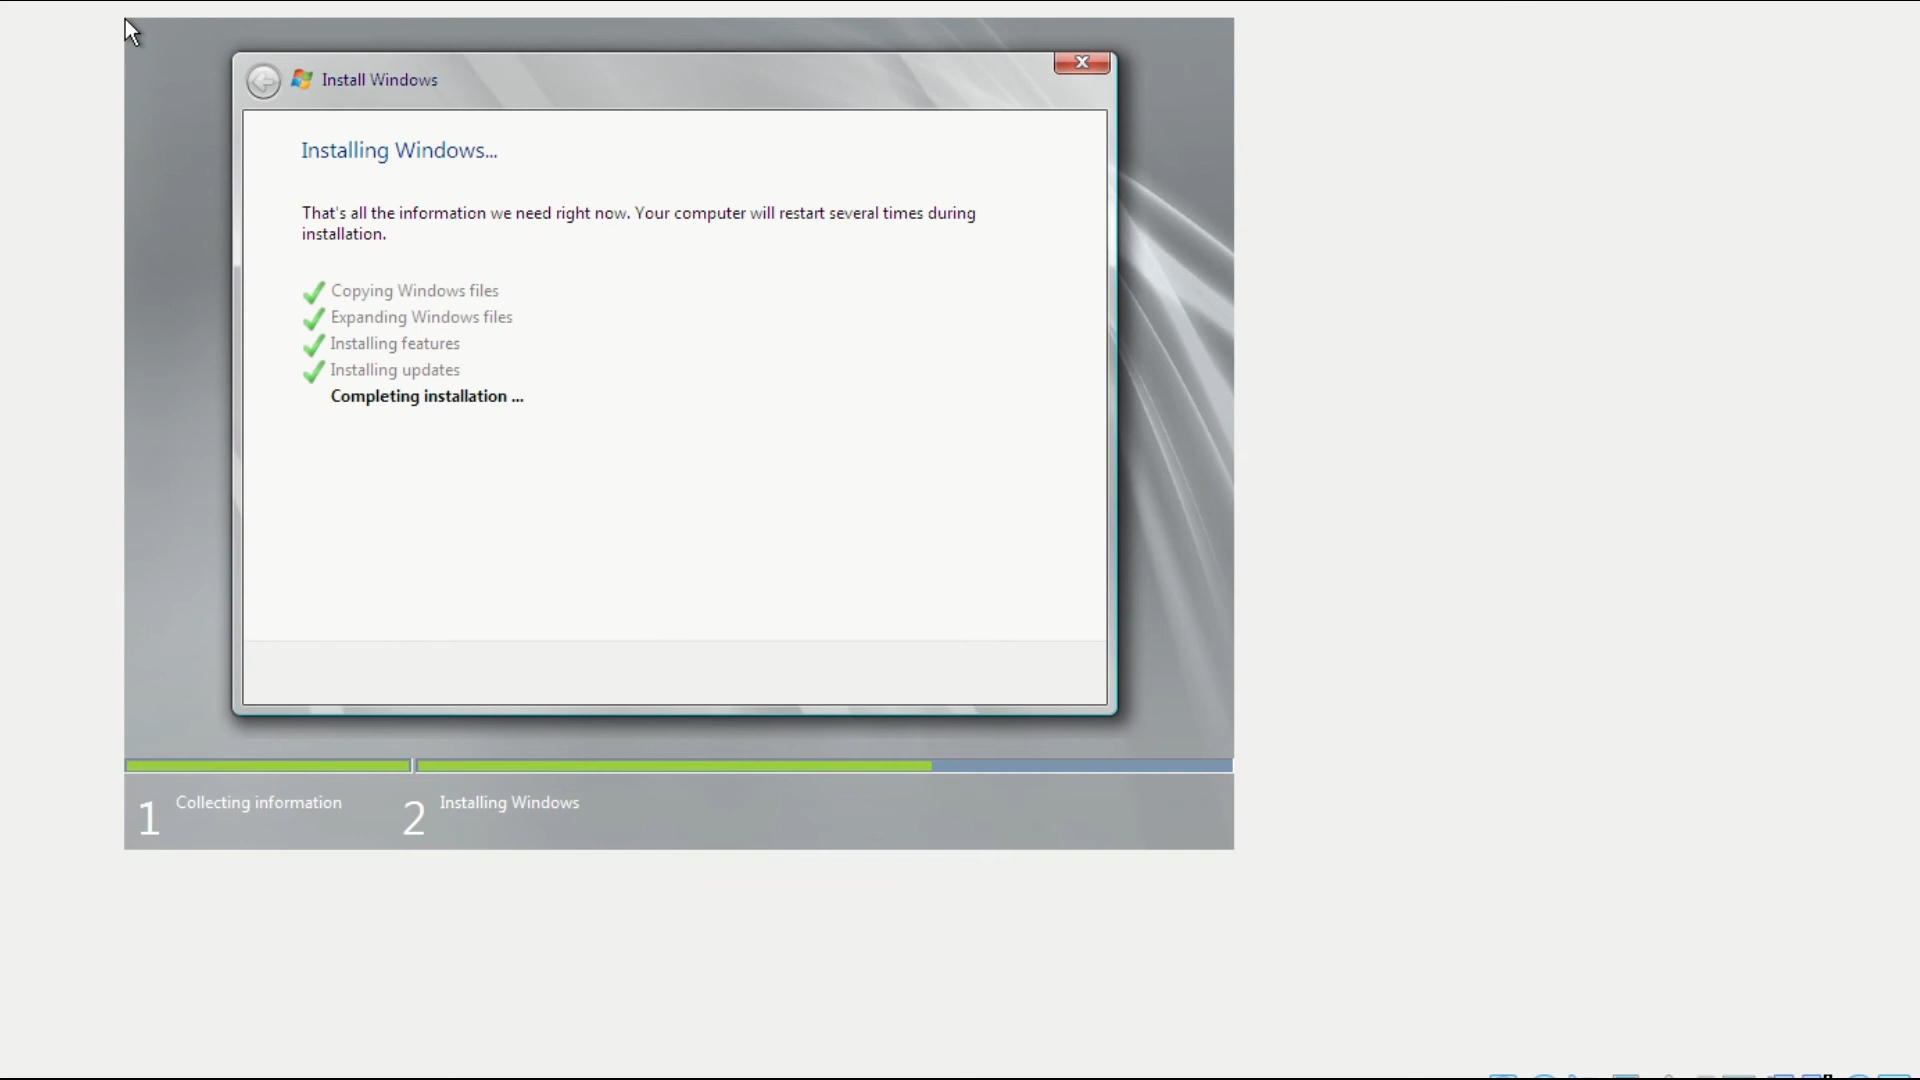 Install Windows
Installing Windows...
That's all the information we need right now. Your computer will restart several times during
installation.
Copying Windows files
Expanding Windows files
Installing features
Installing updates
Completing installation ...
1 Collecting information 2 Installing Windows